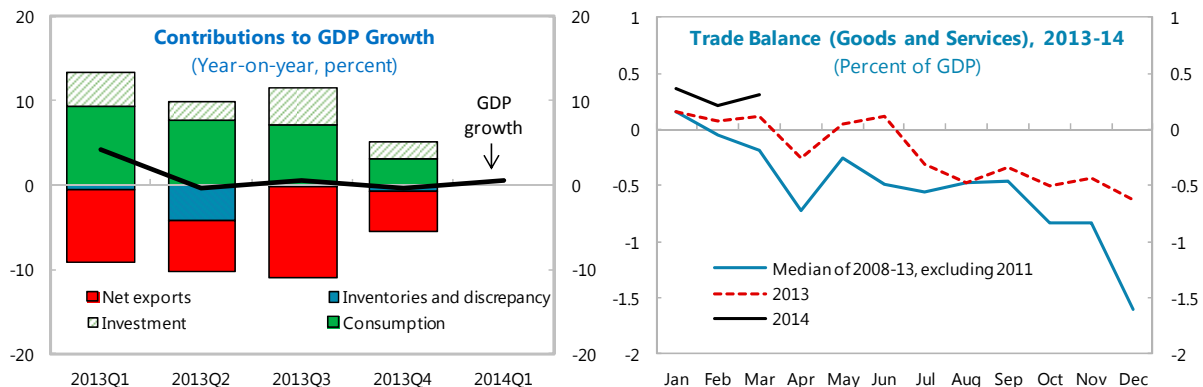 Contributions to GDP Growth
(Year-on-year, percent)
20
10
0
-10
-20
20
10
0
-10
-20
GDP
growth
Net exports
Inventories and discrepancy
Investment
Consumption
2013Q1 2013Q2 2013Q3 2013Q4 2014Q1
Trade Balance (Goods and Services), 2013-14
(Percent of GDP)
1
0.5
0
-0.5
-1
-1.5
-2
1
0.5
0
-0.5
-1
-1.5
-2
Median of 2008-13, excluding 2011
2013
2014
Jan Feb Mar Apr May Jun Jul Aug Sep Oct Nov Dec